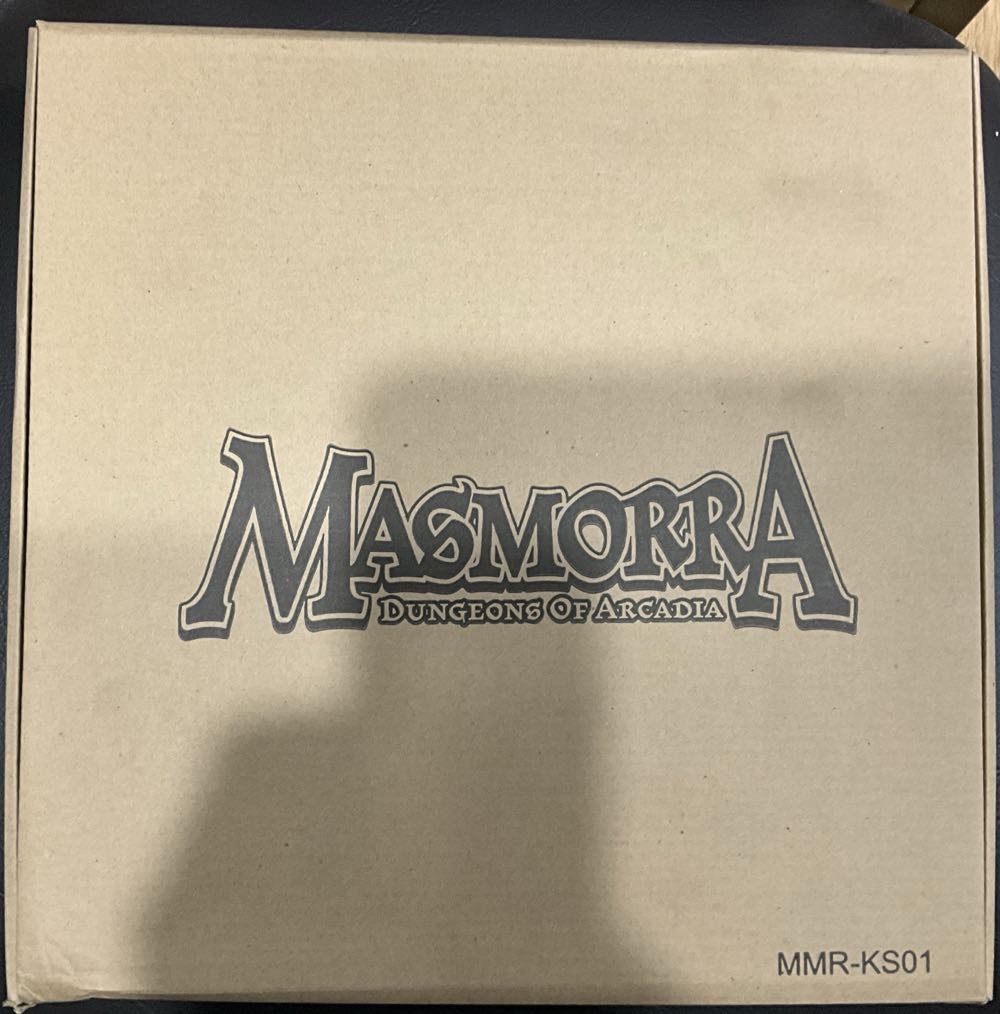 MASMORRA
DUNGEONS OF ARCADIA
MMR-KS01